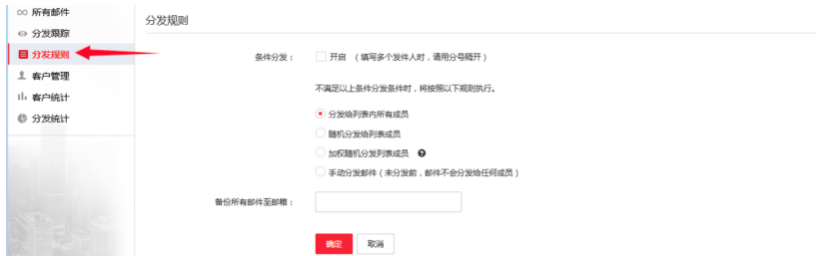 所有邮件
分发跟踪
分发规则
客户管理
客户统计
分发统计
分发规则
条件分发： 开启 （填写多个发件人时，请用分号隔开）
不满足以上条件分发条件时，将按照以下规则执行。
分发给列表内所有成员
随机分发给列表成员
加权随机分发列表成员
手动分发邮件（未分发前，邮件不会分发给任何成员）
备份所有邮件至邮箱：
确定 取消